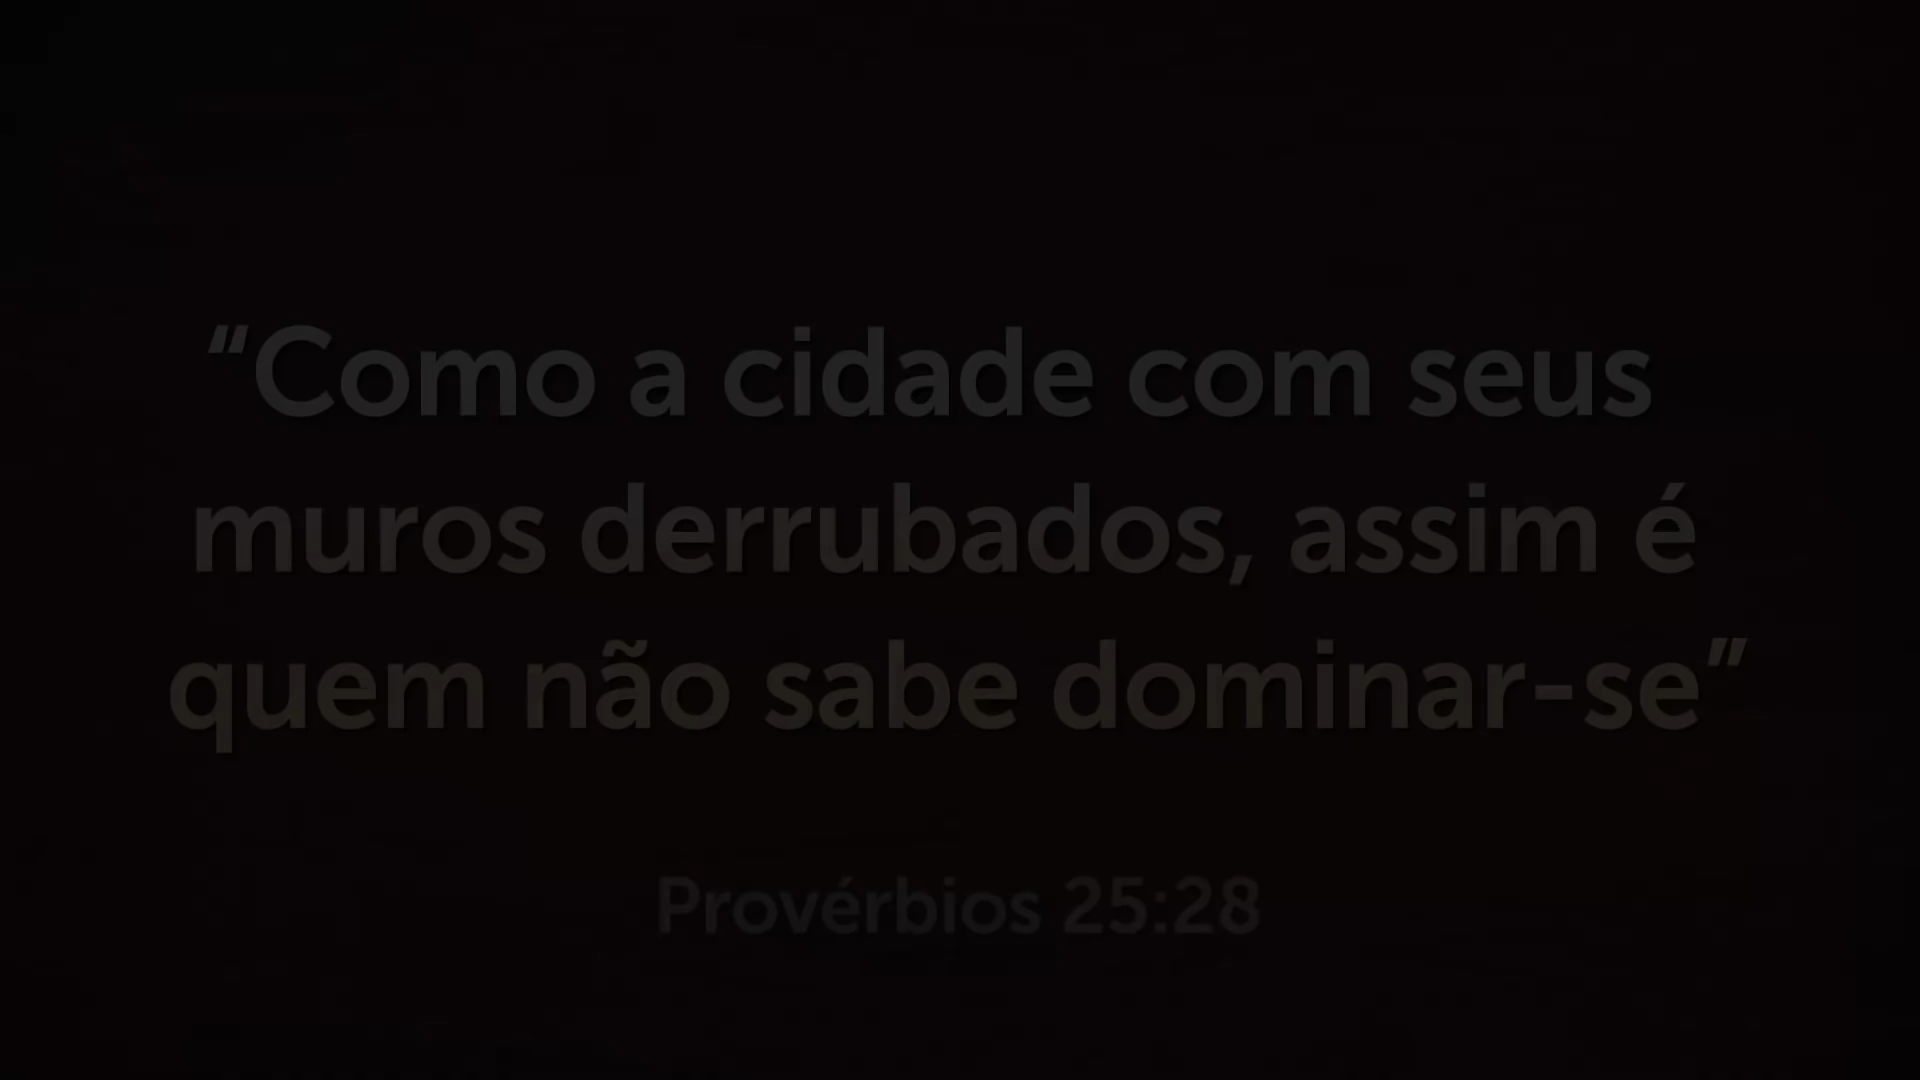 “Como a cidade com seus
muros derrubados, assim é
quem não sabe dominar-se”
Provérbios 25:28